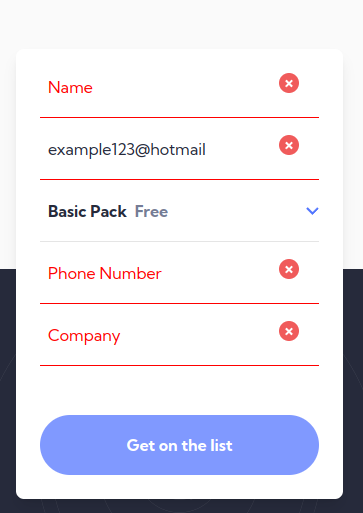 Name
example123@hotmail
Basic Pack Free
Phone Number
Company
Get on the list